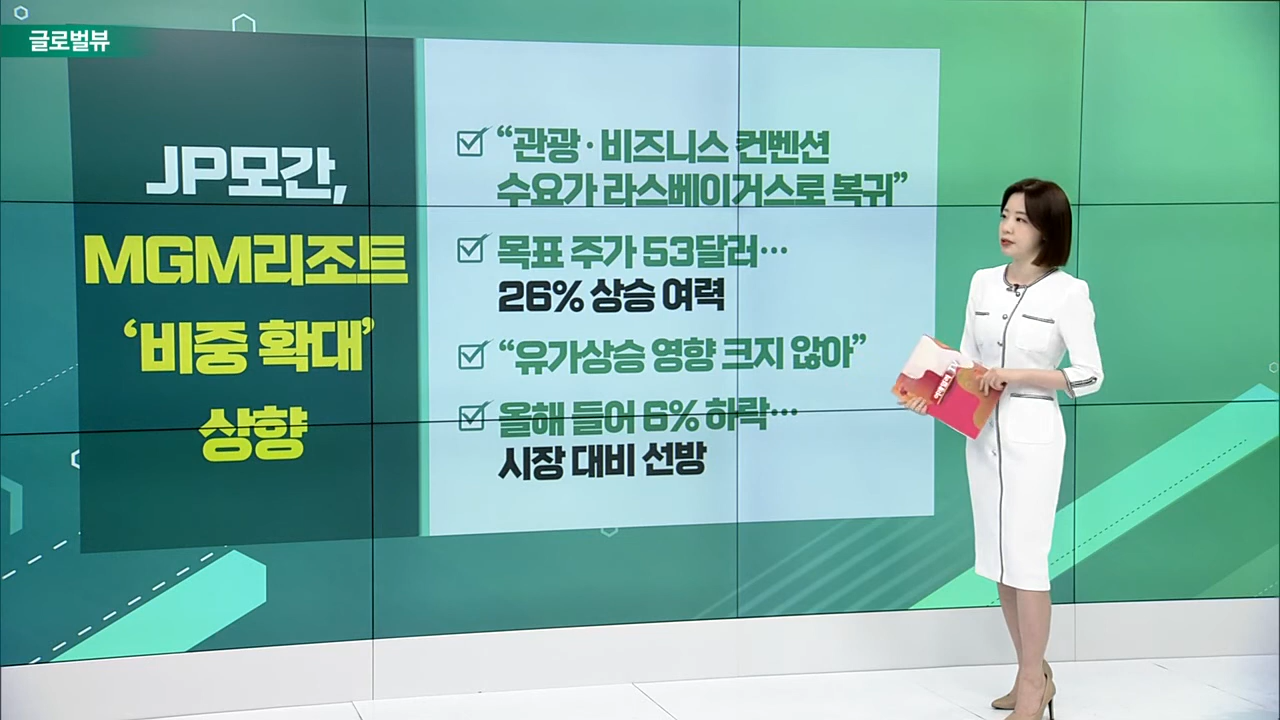 글로벌뷰
JP모간,
MGM리조트
‘비중 확대’
상향
“관광·비즈니스 컨벤션
수요가 라스베이거스로 복귀”
목표 주가 53달러…
26% 상승 여력
“유가상승 영향 크지 않아”
올해 들어 6% 하락…
시장 대비 선방